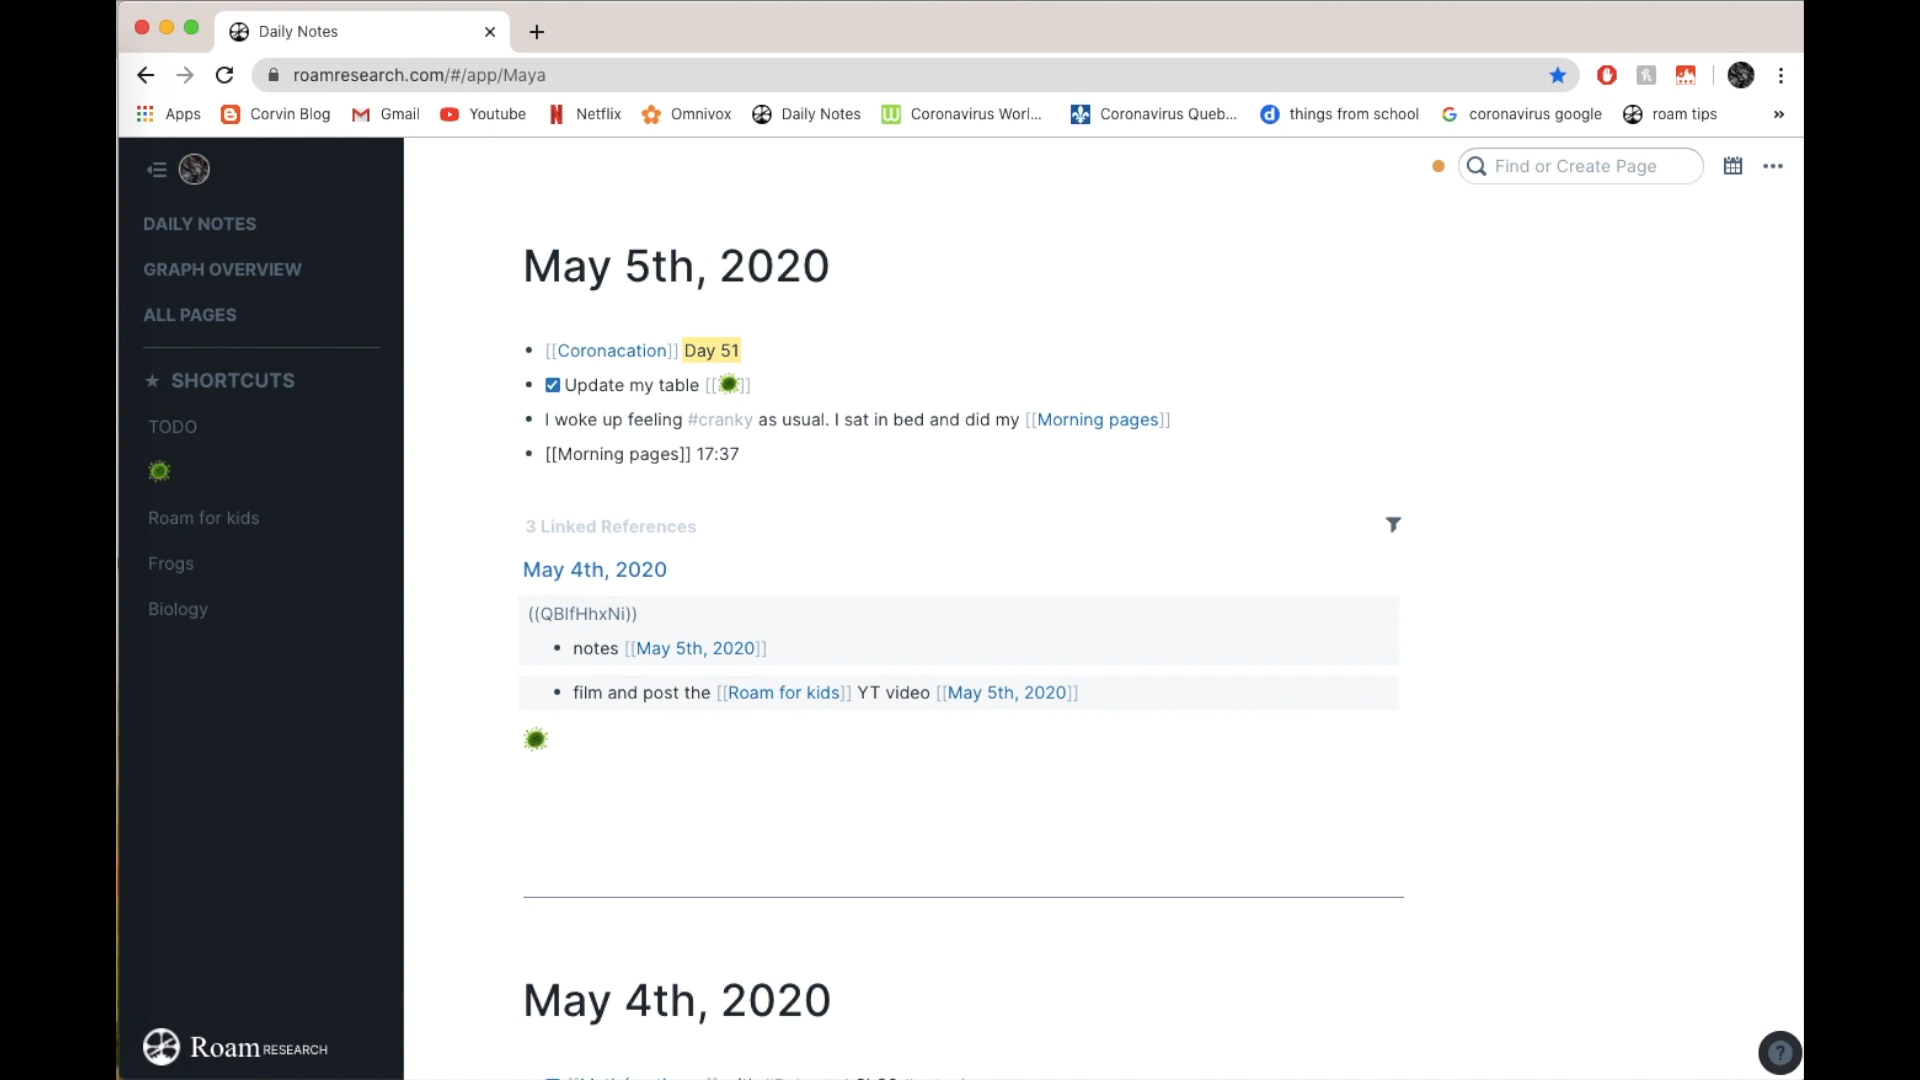 Daily Notes
roamresearch.com/#/app/Maya
Apps Corvin Blog Gmail Youtube Netflix Omnivox Daily Notes Coronavirus Worl... Coronavirus Queb... things from school coronavirus google roam tips »
Find or Create Page
DAILY NOTES
GRAPH OVERVIEW
ALL PAGES
★ SHORTCUTS
TODO
Roam for kids
Frogs
Biology
Roam RESEARCH
May 5th, 2020
[[Coronacation]] Day 51
Update my table [[🦠]]
I woke up feeling #cranky as usual. I sat in bed and did my [[Morning pages]]
[[Morning pages]] 17:37
3 Linked References
May 4th, 2020
((QBIfHhxNi))
notes [[May 5th, 2020]]
film and post the [[Roam for kids]] YT video [[May 5th, 2020]]
May 4th, 2020
?